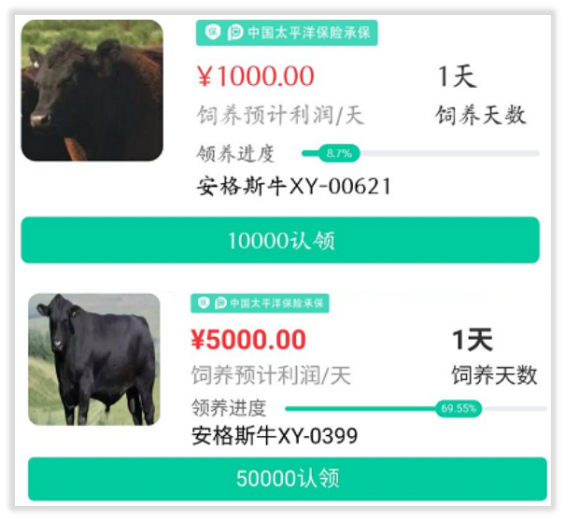 保 中国太平洋保险承保
¥1000.00 1天
饲养预计利润/天 饲养天数
领养进度 8.7%
安格斯牛XY-00621
10000认领
保 中国太平洋保险承保
¥5000.00 1天
饲养预计利润/天 饲养天数
领养进度 69.55%
安格斯牛XY-0399
50000认领